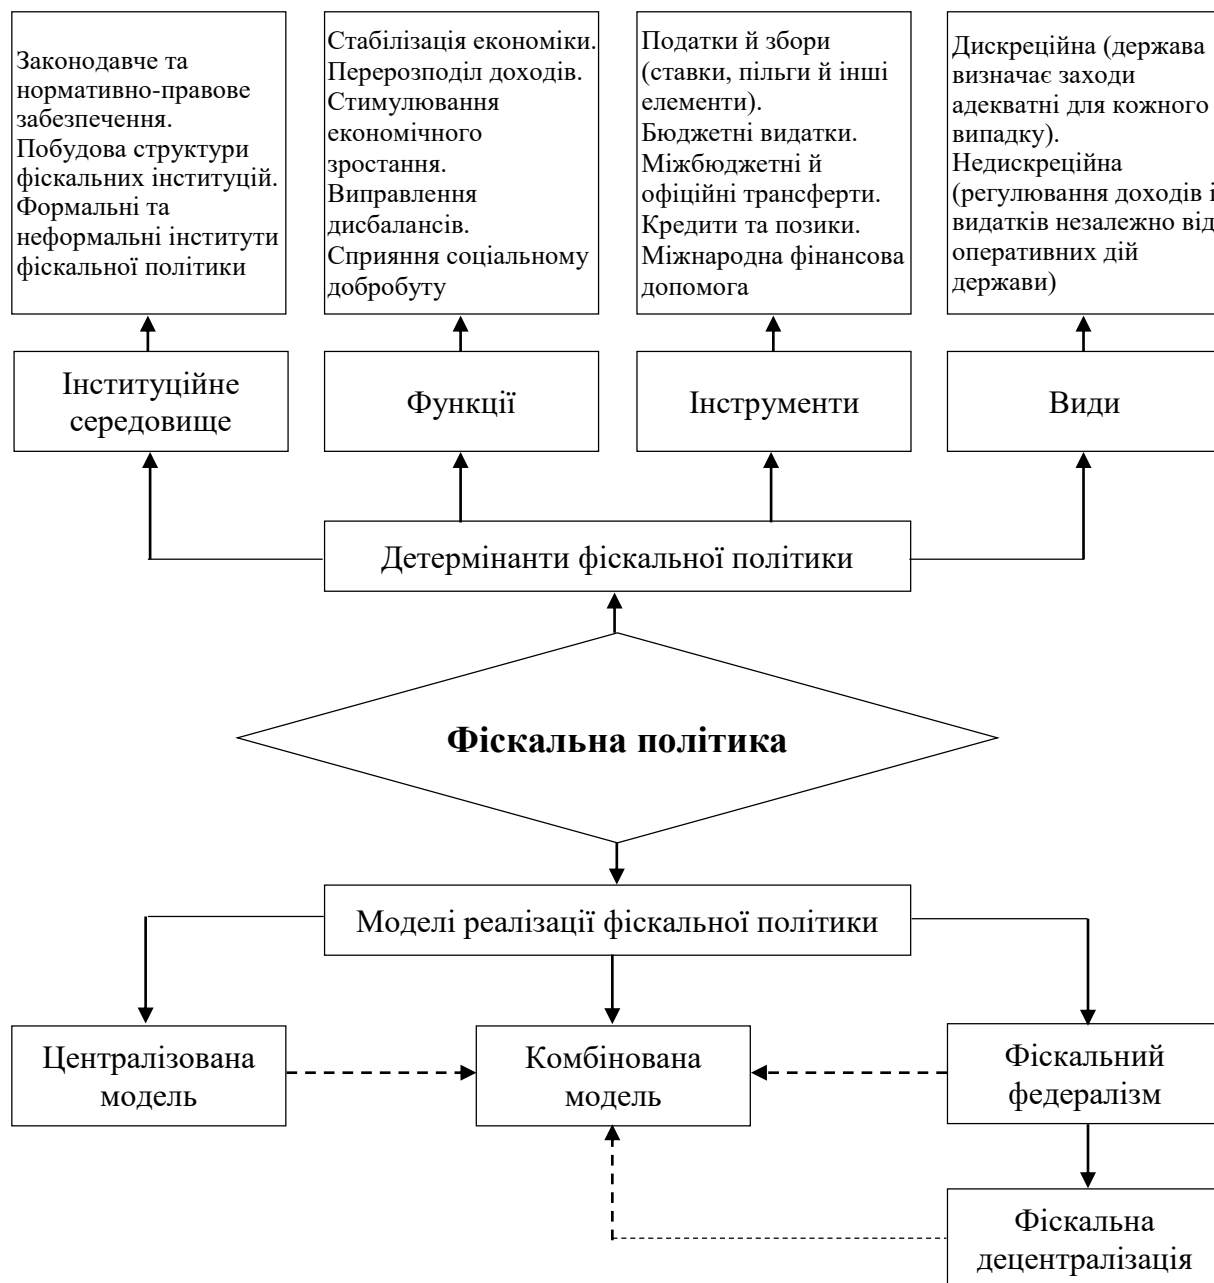 Законодавче та
нормативно-правове
забезпечення.
Побудова структури
фіскальних інституцій.
Формальні та
неформальні інститути
фіскальної політики
Стабілізація економіки.
Перерозподіл доходів.
Стимулювання
економічного
зростання.
Виправлення
дисбалансів.
Сприяння соціальному
добробуту
Податки й збори
(ставки, пільги й інші
елементи).
Бюджетні видатки.
Міжбюджетні й
офіційні трансферти.
Кредити та позики.
Міжнародна фінансова
допомога
Дискреційна (держава
визначає заходи
адекватні для кожного
випадку).
Недискреційна
(регулювання доходів і
видатків незалежно від
оперативних дій
держави)
Інституційне
середовище
Функції
Інструменти
Види
Детермінанти фіскальної політики
Фіскальна політика
Моделі реалізації фіскальної політики
Централізована
модель
Комбінована
модель
Фіскальний
федералізм
Фіскальна
децентралізація